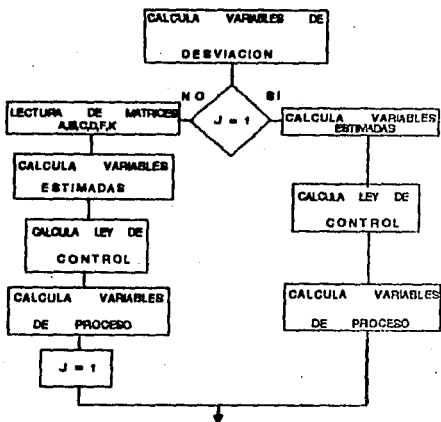 CALCULA VARIABLES DE
DESVIACION
NO
SI
J = 1
LECTURA DE MATRICES
A,B,C,D,F,K
CALCULA VARIABLES
ESTIMADAS
CALCULA VARIABLES
ESTIMADAS
CALCULA LEY DE
CONTROL
CALCULA LEY DE
CONTROL
CALCULA VARIABLES
DE PROCESO
CALCULA VARIABLES
DE PROCESO
J = 1